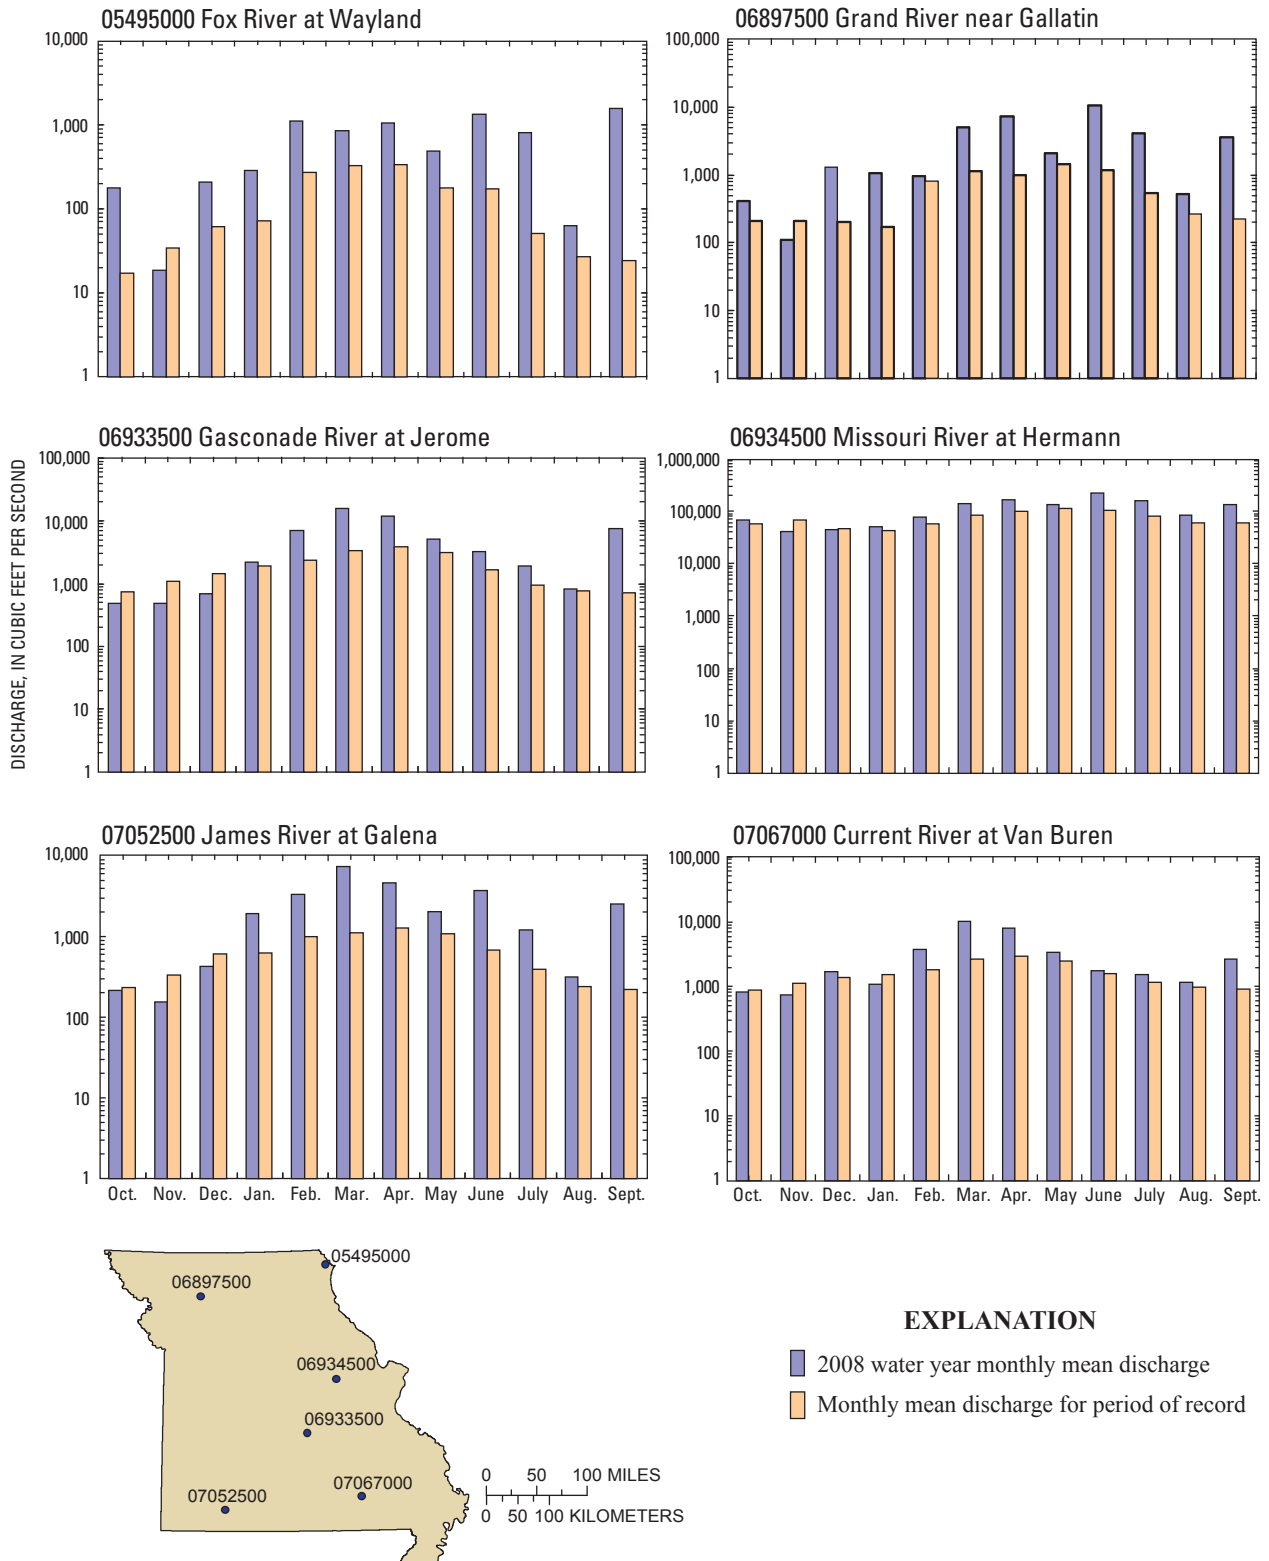 05495000 Fox River at Wayland
10,000
1,000
100
10
1
06897500 Grand River near Gallatin
100,000
10,000
1,000
100
10
1
DISCHARGE, IN CUBIC FEET PER SECOND
06933500 Gasconade River at Jerome
100,000
10,000
1,000
100
10
1
06934500 Missouri River at Hermann
1,000,000
100,000
10,000
1,000
100
10
1
07052500 James River at Galena
10,000
1,000
100
10
1
Oct. Nov. Dec. Jan. Feb. Mar. Apr. May June July Aug. Sept.
07067000 Current River at Van Buren
100,000
10,000
1,000
100
10
1
Oct. Nov. Dec. Jan. Feb. Mar. Apr. May June July Aug. Sept.
05495000
06897500
06934500
06933500
07067000
07052500
0 50 100 MILES
0 50 100 KILOMETERS
EXPLANATION
2008 water year monthly mean discharge
Monthly mean discharge for period of record